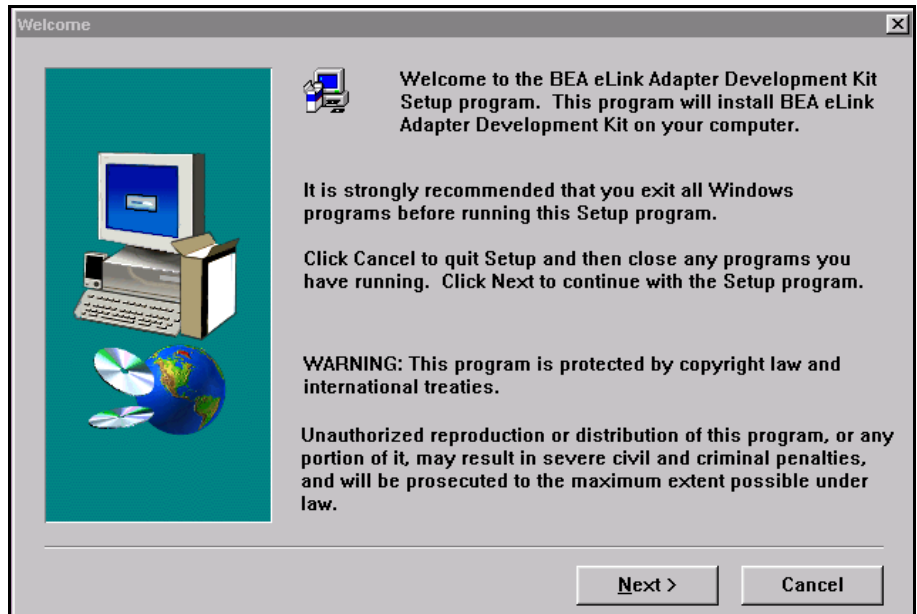 Welcome
Welcome to the BEA eLink Adapter Development Kit
Setup program.  This program will install BEA eLink
Adapter Development Kit on your computer.
It is strongly recommended that you exit all Windows
programs before running this Setup program.
Click Cancel to quit Setup and then close any programs you
have running.  Click Next to continue with the Setup program.
WARNING: This program is protected by copyright law and
international treaties.
Unauthorized reproduction or distribution of this program, or any
portion of it, may result in severe civil and criminal penalties,
and will be prosecuted to the maximum extent possible under
law.
Next >
Cancel